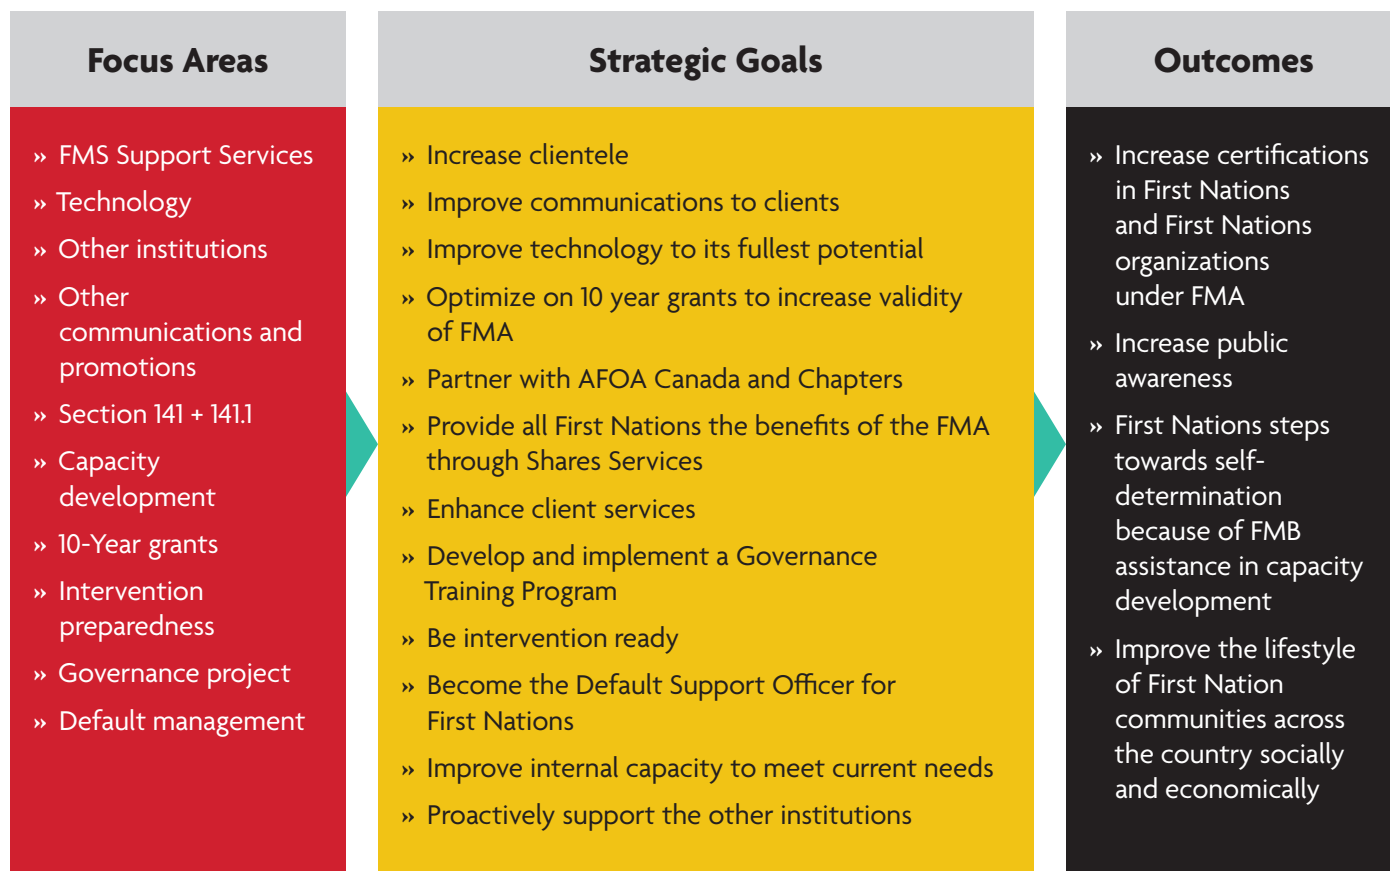 Focus Areas
» FMS Support Services
» Technology
» Other institutions
» Other
communications and
promotions
» Section 141 + 141.1
» Capacity
development
» 10-Year grants
» Intervention
preparedness
» Governance project
» Default management
Strategic Goals
» Increase clientele
» Improve communications to clients
» Improve technology to its fullest potential
» Optimize on 10 year grants to increase validity
of FMA
» Partner with AFOA Canada and Chapters
» Provide all First Nations the benefits of the FMA
through Shares Services
» Enhance client services
» Develop and implement a Governance
Training Program
» Be intervention ready
» Become the Default Support Officer for
First Nations
» Improve internal capacity to meet current needs
» Proactively support the other institutions
Outcomes
» Increase certifications
in First Nations
and First Nations
organizations
under FMA
» Increase public
awareness
» First Nations steps
towards self-
determination
because of FMB
assistance in capacity
development
» Improve the lifestyle
of First Nation
communities across
the country socially
and economically